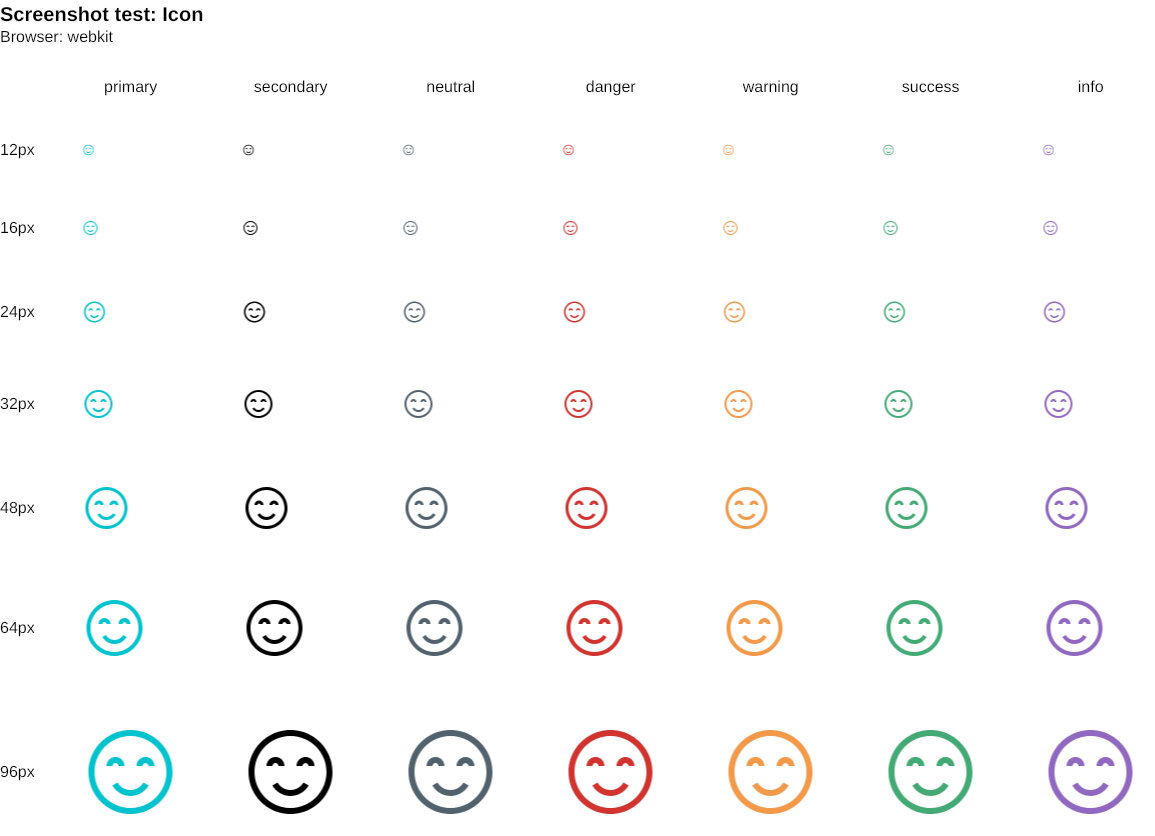 Screenshot test: Icon
Browser: webkit
primary secondary neutral danger warning success info
12px
16px
24px
32px
48px
64px
96px